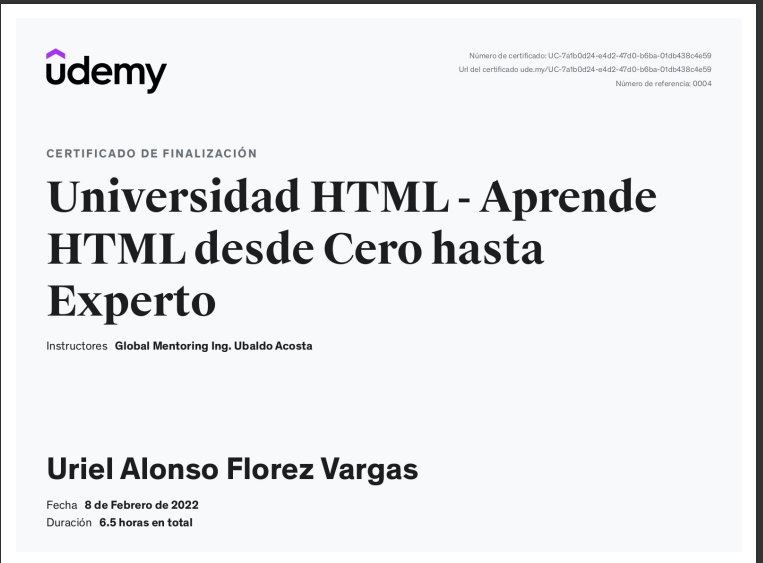 udemy
Número de certificado: UC-7a1b0d24-e4d2-47d0-b6ba-01db438c4e59
Url del certificado ude.my/UC-7a1b0d24-e4d2-47d0-b6ba-01db438c4e59
Número de referencia: 0004
CERTIFICADO DE FINALIZACIÓN
Universidad HTML - Aprende
HTML desde Cero hasta
Experto
Instructores Global Mentoring Ing. Ubaldo Acosta
Uriel Alonso Florez Vargas
Fecha 8 de Febrero de 2022
Duración 6.5 horas en total